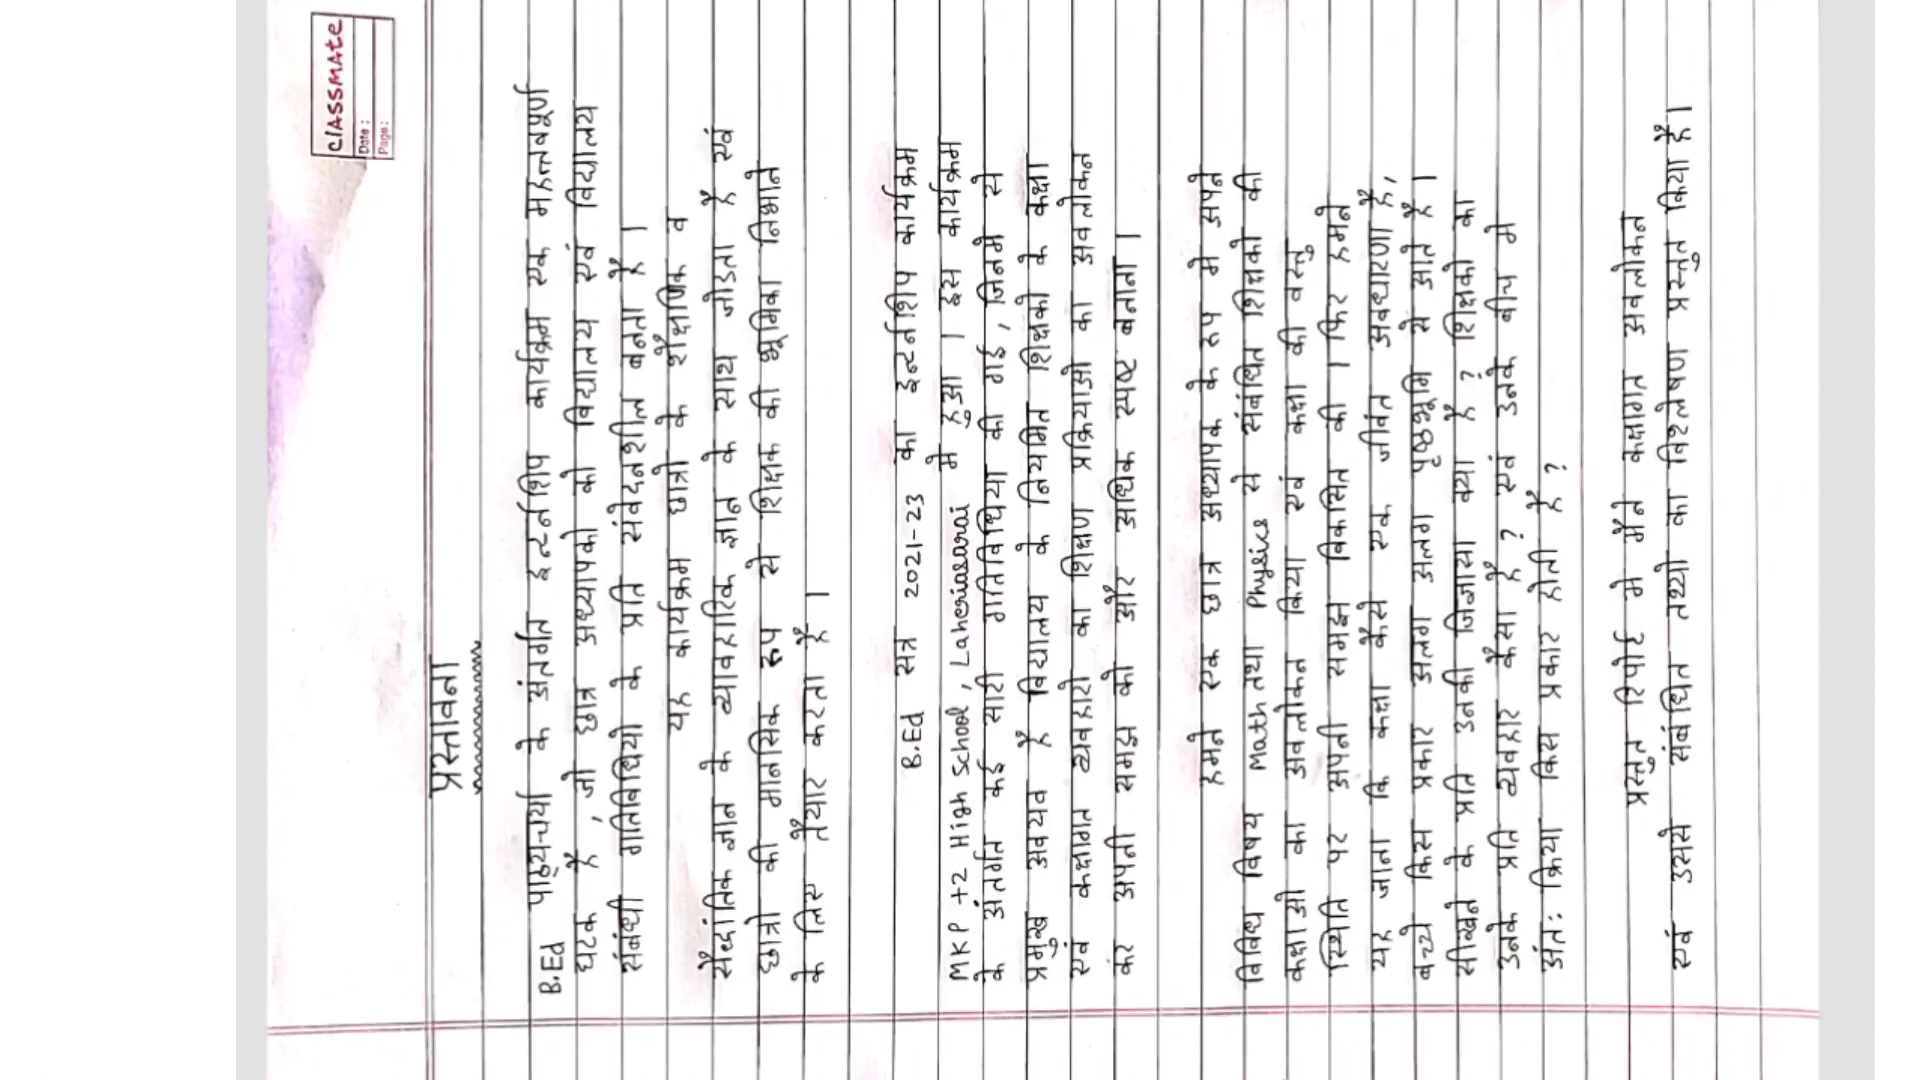 CLASSMATE
Date :
Page :
प्रस्तावना
B.Ed पाठ्य-चर्या के अंतर्गत इन्टर्नशिप कार्यक्रम एक महत्त्वपूर्ण
घटक है, जो छात्र अध्यापको को विद्यालय एवं विद्यालय
संबंधी गतिविधियो के प्रति संवेदनशील बनता है ।
यह कार्यक्रम छात्रो के शैक्षणिक व
सैध्दांतिक ज्ञान के व्यावहारिक ज्ञान के साथ जोडता है एवं
छात्रो की मानसिक रूप से शिक्षक की भूमिका निभाने
के लिए तैयार करता है ।
B.Ed सत्र 2021-23 का इन्टर्नशिप कार्यक्रम
MKP +2 High School, Laheriasarai मे हुआ । इस कार्यक्रम
के अंतर्गत कई सारी गतिविधिया की गई, जिनमे से
प्रमुख अवयव है विद्यालय के नियमित शिक्षको के कक्षा
एवं कक्षागत व्यवहारो का शिक्षण प्रक्रियाओ का अवलोकन
कर अपनी समझ को और अधिक स्पष्ट बनाना ।
हमने एक छात्र अध्यापक के रूप मे अपने
विविध विषय Math तथा Physics से संबंधित शिक्षको की
कक्षाओ का अवलोकन किया एवं कक्षा की वस्तु
स्थिति पर अपनी समझ विकसित की । फिर हमने
यह जाना कि कक्षा कैसे एक जीवंत अवधारणा है,
बच्चे किस प्रकार अलग अलग पृष्ठभूमि से आते है ।
सीखने के प्रति उनकी जिज्ञासा क्या है ? शिक्षको का
उनके प्रति व्यवहार कैसा है ? एवं उनके बीच मे
अंतः क्रिया किस प्रकार होती है ?
प्रस्तुत रिपोर्ट मे मैंने कक्षागत अवलोकन
एवं उससे संबंधित तथ्यो का विश्लेषण प्रस्तुत किया है ।